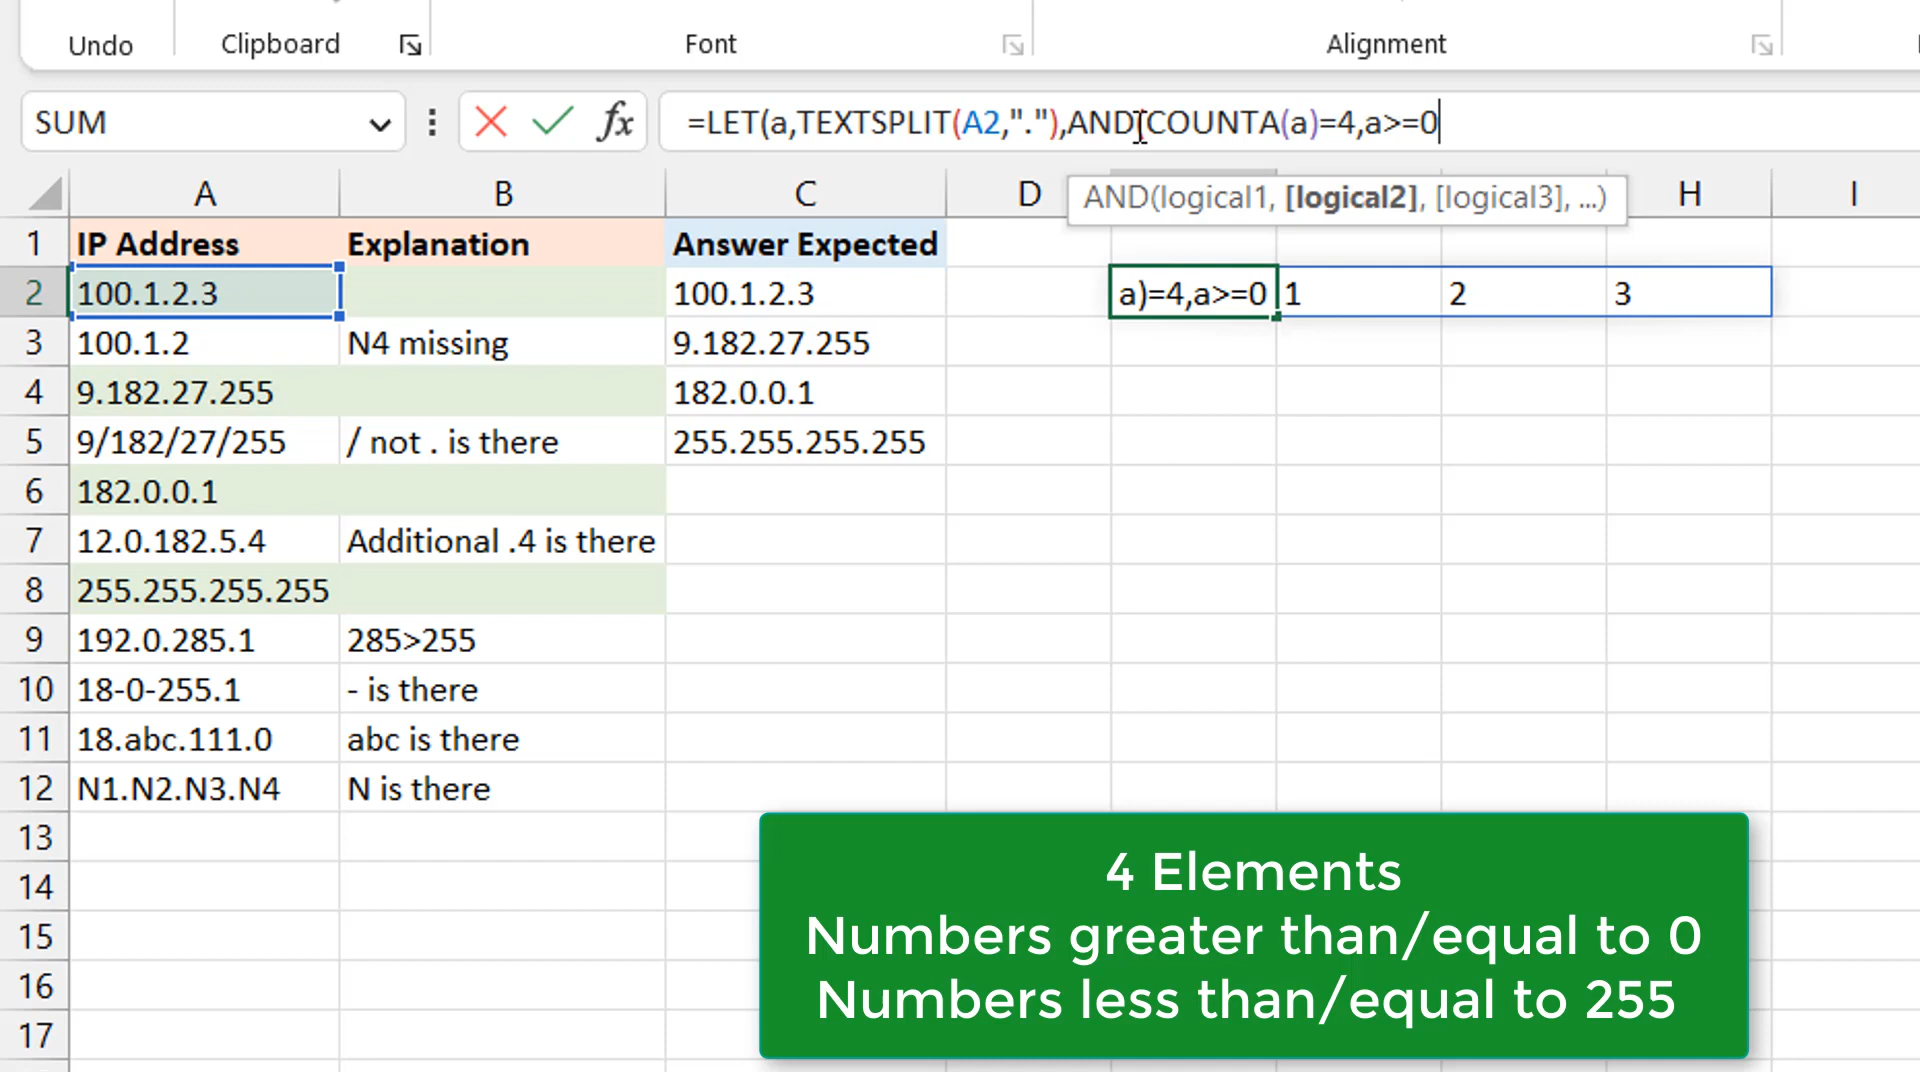 Undo
Clipboard
Font
Alignment
SUM
fx
=LET(a,TEXTSPLIT(A2,"."),AND(COUNTA(a)=4,a>=0
AND(logical1, [logical2], [logical3], ...)
A B C D H I
1 IP Address Explanation Answer Expected
2 100.1.2.3 100.1.2.3 a)=4,a>=0 1 2 3
3 100.1.2 N4 missing 9.182.27.255
4 9.182.27.255 182.0.0.1
5 9/182/27/255 / not . is there 255.255.255.255
6 182.0.0.1
7 12.0.182.5.4 Additional .4 is there
8 255.255.255.255
9 192.0.285.1 285>255
10 18-0-255.1 - is there
11 18.abc.111.0 abc is there
12 N1.N2.N3.N4 N is there
13
14
15
16
17
4 Elements
Numbers greater than/equal to 0
Numbers less than/equal to 255